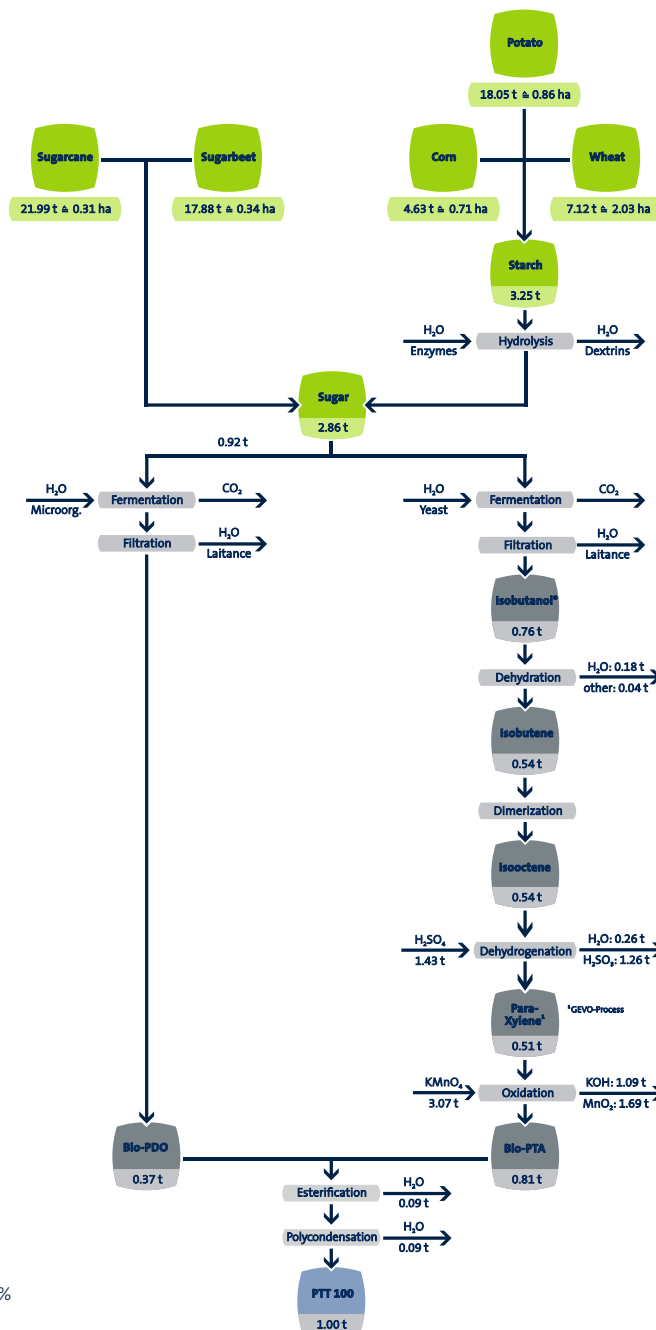 Potato
18.05 t ≙ 0.86 ha
Sugarcane
Sugarbeet
Corn
Wheat
21.99 t ≙ 0.31 ha
17.88 t ≙ 0.34 ha
4.63 t ≙ 0.71 ha
7.12 t ≙ 2.03 ha
Starch
3.25 t
H₂O
Enzymes
Hydrolysis
H₂O
Dextrins
Sugar
2.86 t
0.92 t
H₂O
Microorg.
Fermentation
CO₂
H₂O
Yeast
Fermentation
CO₂
Filtration
H₂O
Laitance
Filtration
H₂O
Laitance
Isobutanol®
0.76 t
Dehydration
H₂O: 0.18 t
other: 0.04 t
Isobutene
0.54 t
Dimerization
Isooctene
0.54 t
H₂SO₄
1.43 t
Dehydrogenation
H₂O: 0.26 t
H₂SO₃: 1.26 t
Para-
Xylene¹
0.51 t
¹GEVO-Process
KMnO₄
3.07 t
Oxidation
KOH: 1.09 t
MnO₂: 1.69 t
Bio-PDO
0.37 t
Bio-PTA
0.81 t
Esterification
H₂O
0.09 t
Polycondensation
H₂O
0.09 t
PTT 100
1.00 t
%